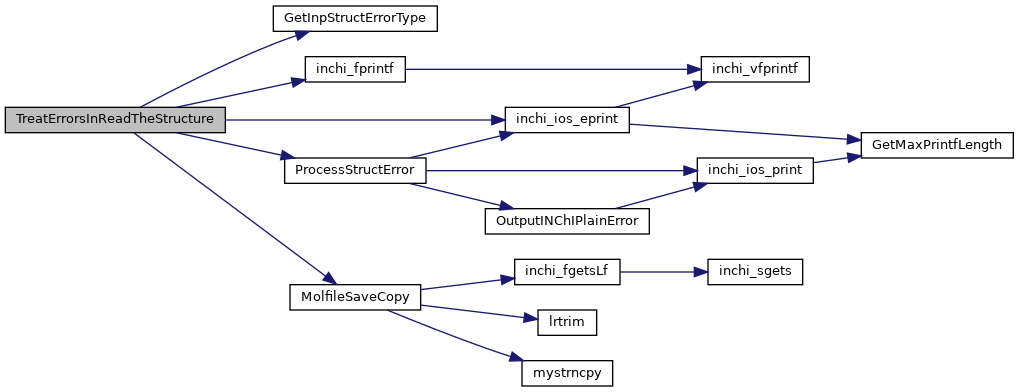 GetInpStructErrorType
inchi_fprintf
inchi_vfprintf
TreatErrorsInReadTheStructure
inchi_ios_eprint
GetMaxPrintfLength
ProcessStructError
inchi_ios_print
OutputINChIPlainError
inchi_fgetsLf
inchi_sgets
MolfileSaveCopy
lrtrim
mystrncpy